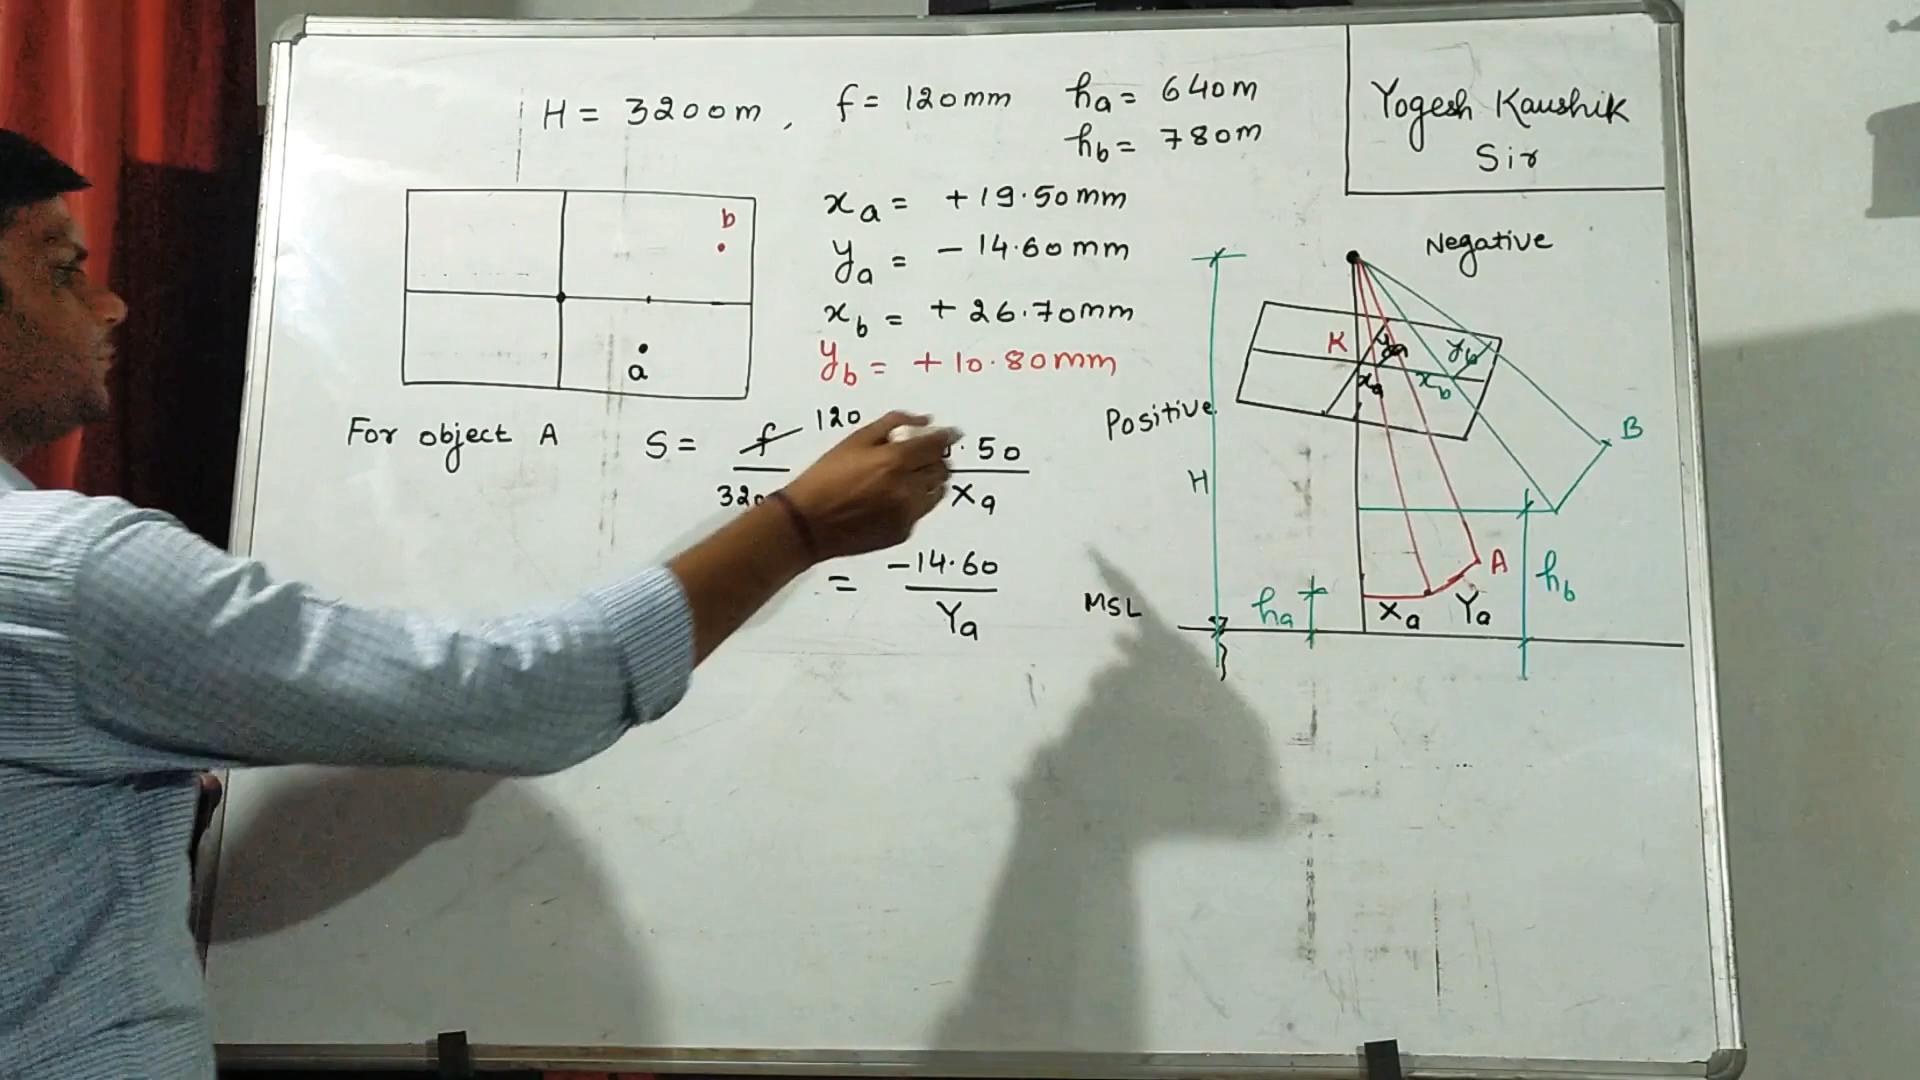 H = 3200m , f = 120mm
ha = 640m
hb = 780m
Yogesh Kaushik
Sir
xa = +19.50mm
ya = -14.60mm
xb = +26.70mm
yb = +10.80mm
b
a
For object A S = f 120
.50
Xa
= -14.60
Ya
Negative
K ya yb
xa xb
Positive
B
H
A
hb
MSL
ha
Xa Ya